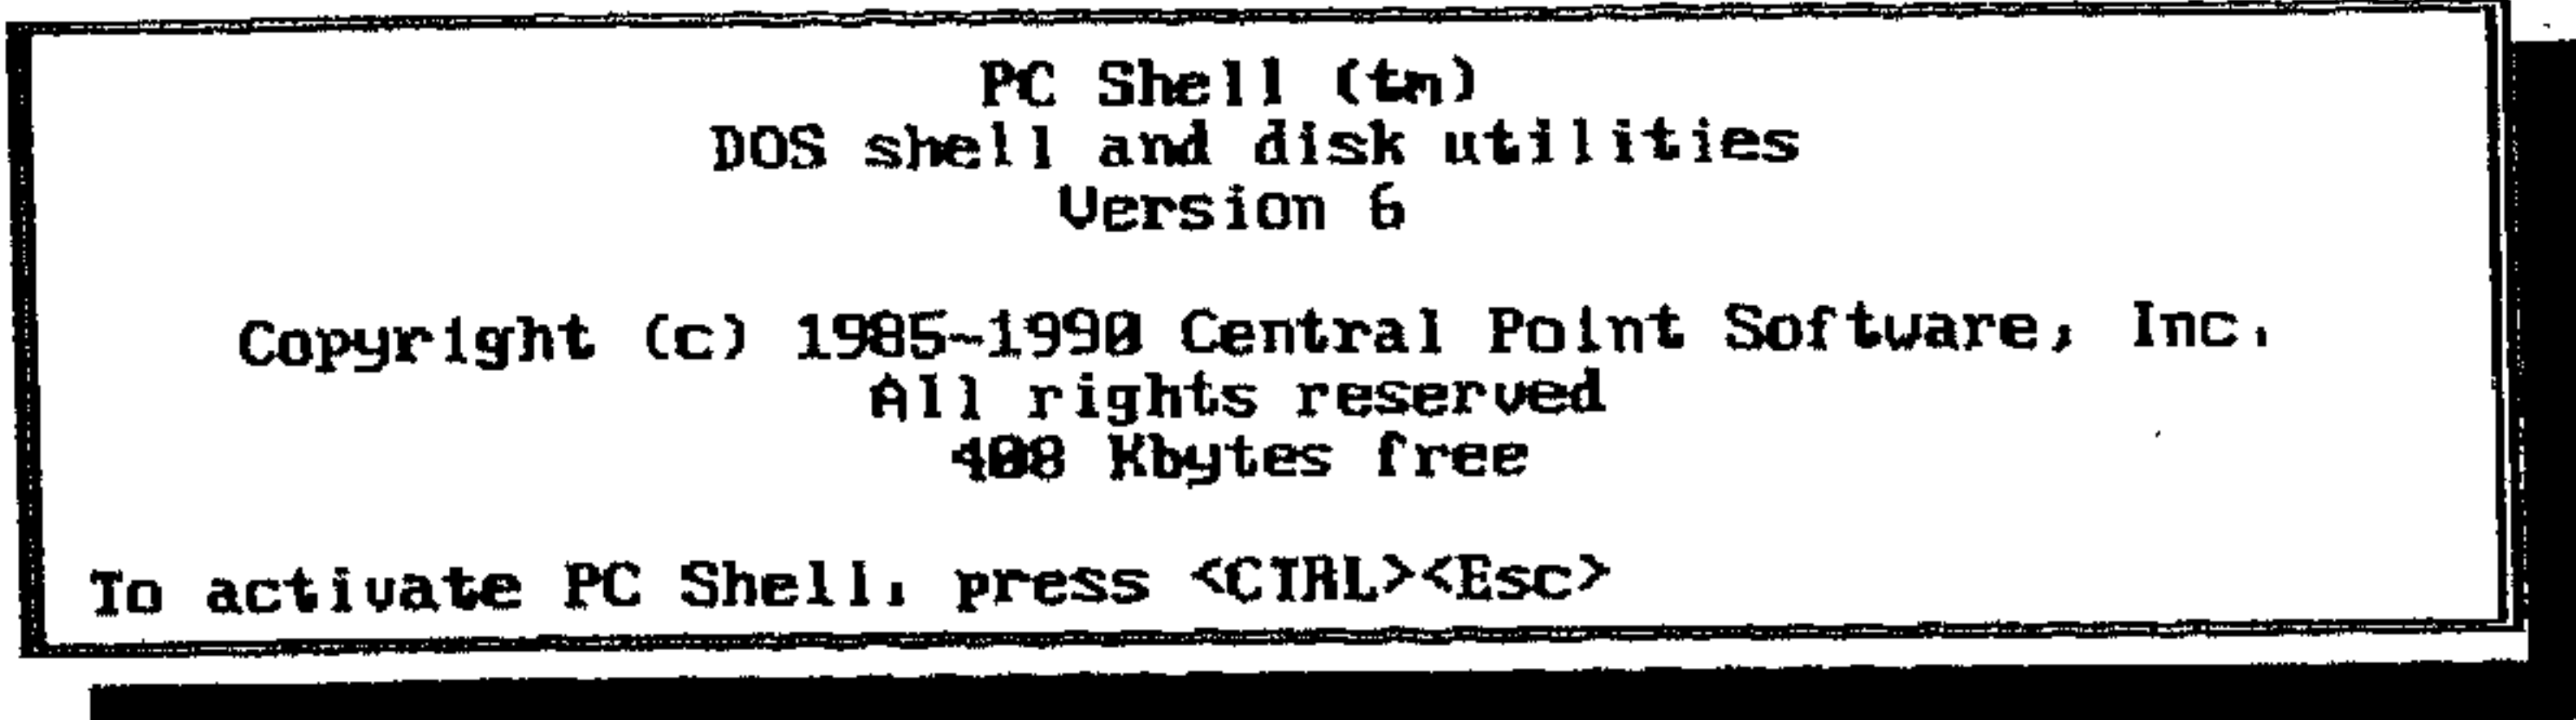 PC Shell (tm)
DOS shell and disk utilities
Version 6
Copyright (c) 1985-1990 Central Point Software, Inc.
All rights reserved
408 Kbytes free
To activate PC Shell, press <CTRL><Esc>